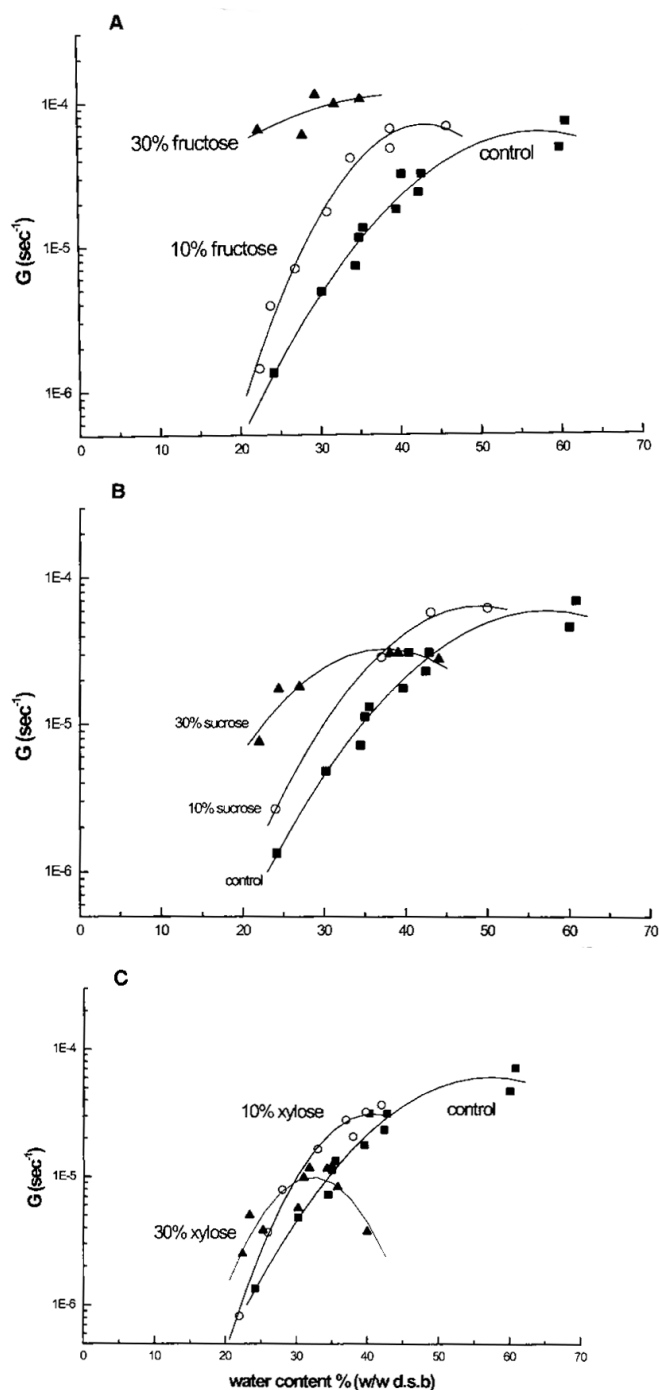 A
1E-4
30% fructose
control
10% fructose
G (sec⁻¹)
1E-5
1E-6
0 10 20 30 40 50 60 70
B
1E-4
30% sucrose
G (sec⁻¹)
1E-5
10% sucrose
control
1E-6
0 10 20 30 40 50 60 70
C
1E-4
10% xylose
control
G (sec⁻¹)
1E-5
30% xylose
1E-6
0 10 20 30 40 50 60 70
water content % (w/w d.s.b)